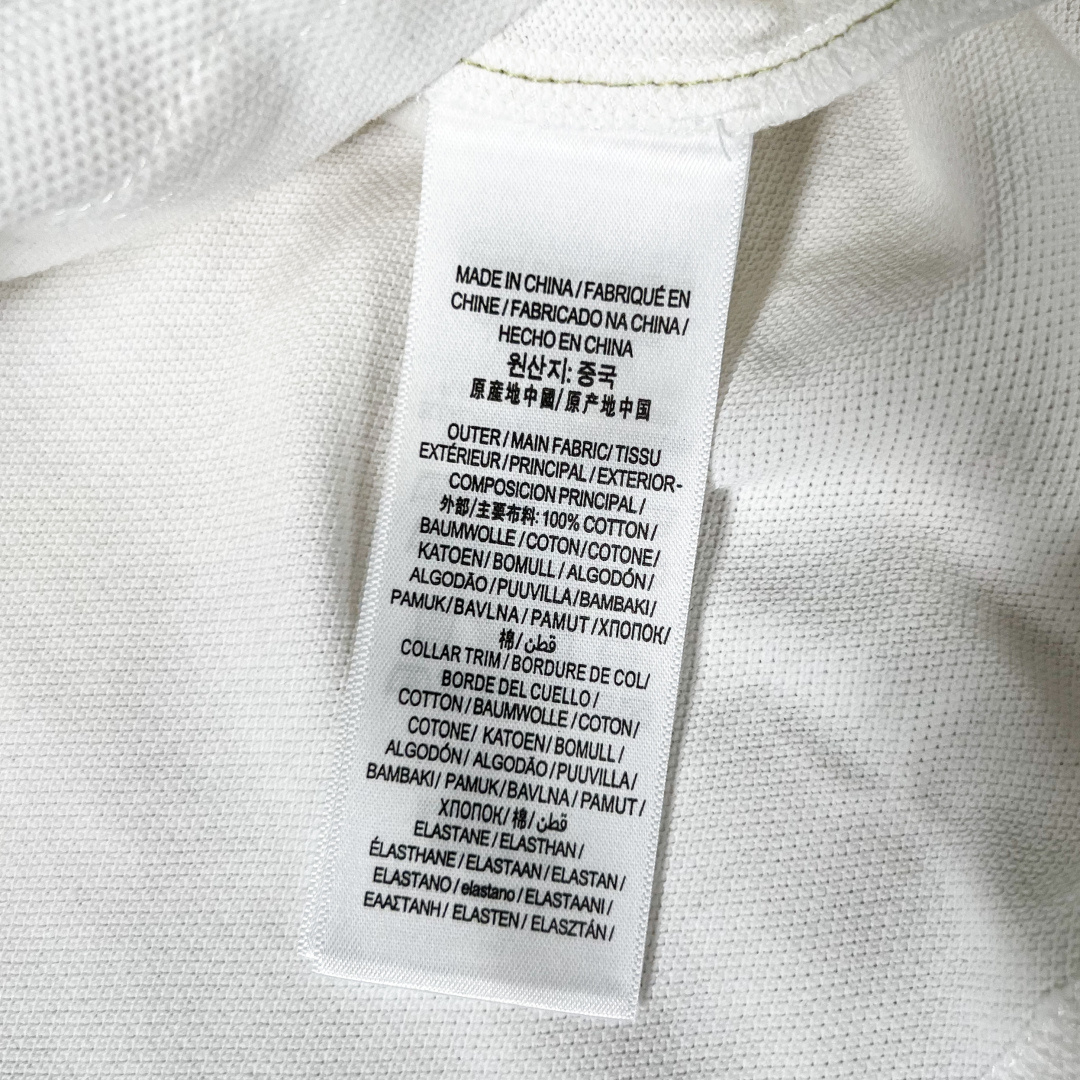 MADE IN CHINA / FABRIQUÉ EN
CHINE / FABRICADO NA CHINA /
HECHO EN CHINA
원산지: 중국
原産地中國/ 原产地中国
OUTER / MAIN FABRIC/ TISSU
EXTÉRIEUR / PRINCIPAL / EXTERIOR-
COMPOSICION PRINCIPAL /
外部/主要布料: 100% COTTON /
BAUMWOLLE / COTON / COTONE/
KATOEN/ BOMULL / ALGODÓN /
ALGODÃO / PUUVILLA/BAMBAKI /
PAMUK/ BAVLNA / PAMUT /ХПОПОК/
棉/ قطن
COLLAR TRIM / BORDURE DE COL/
BORDE DEL CUELLO /
COTTON / BAUMWOLLE / COTON /
COTONE/ KATOEN/ BOMULL /
ALGODÓN/ ALGODÃO / PUUVILLA /
BAMBAKI/ PAMUK/ BAVLNA / PAMUT /
ХПОПОК/ 棉/ قطن
ELASTANE / ELASTHAN /
ÉLASTHANE / ELASTAAN / ELASTAN /
ELASTANO / elastano / ELASTAANI /
ΕΑΑΣΤΑΝΗ / ELASTEN / ELASZTÁN /